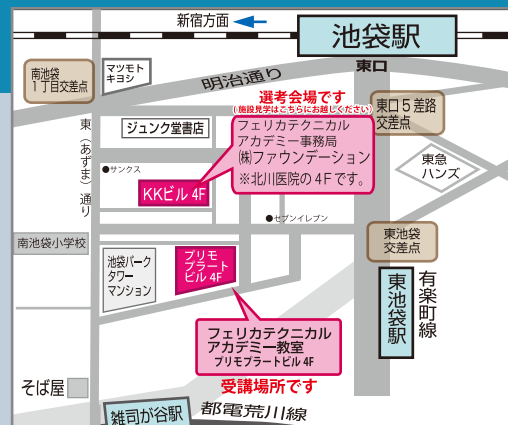 新宿方面
池袋駅
東口
南池袋
1丁目交差点
マツモト
キヨシ
明治通り
選考会場です
(施設見学はこちらにお越しください)
東口5差路
交差点
フェリカテクニカル
アカデミー事務局
㈱ファウンデーション
※北川医院の4Fです。
ジュンク堂書店
東(あずま)通り
東急
ハンズ
サンクス
KKビル 4F
セブンイレブン
南池袋小学校
東池袋
交差点
池袋パーク
タワー
マンション
プリモ
プラート
ビル 4F
東池袋駅
有楽町線
フェリカテクニカル
アカデミー教室
プリモプラートビル 4F
受講場所です
そば屋
雑司が谷駅
都電荒川線